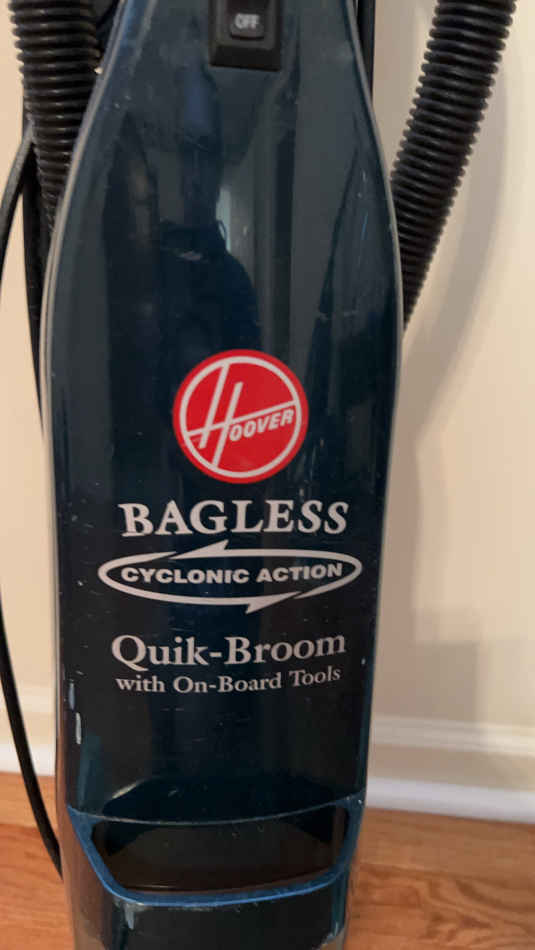 OFF
HOOVER
BAGLESS
CYCLONIC ACTION
Quik-Broom
with On-Board Tools